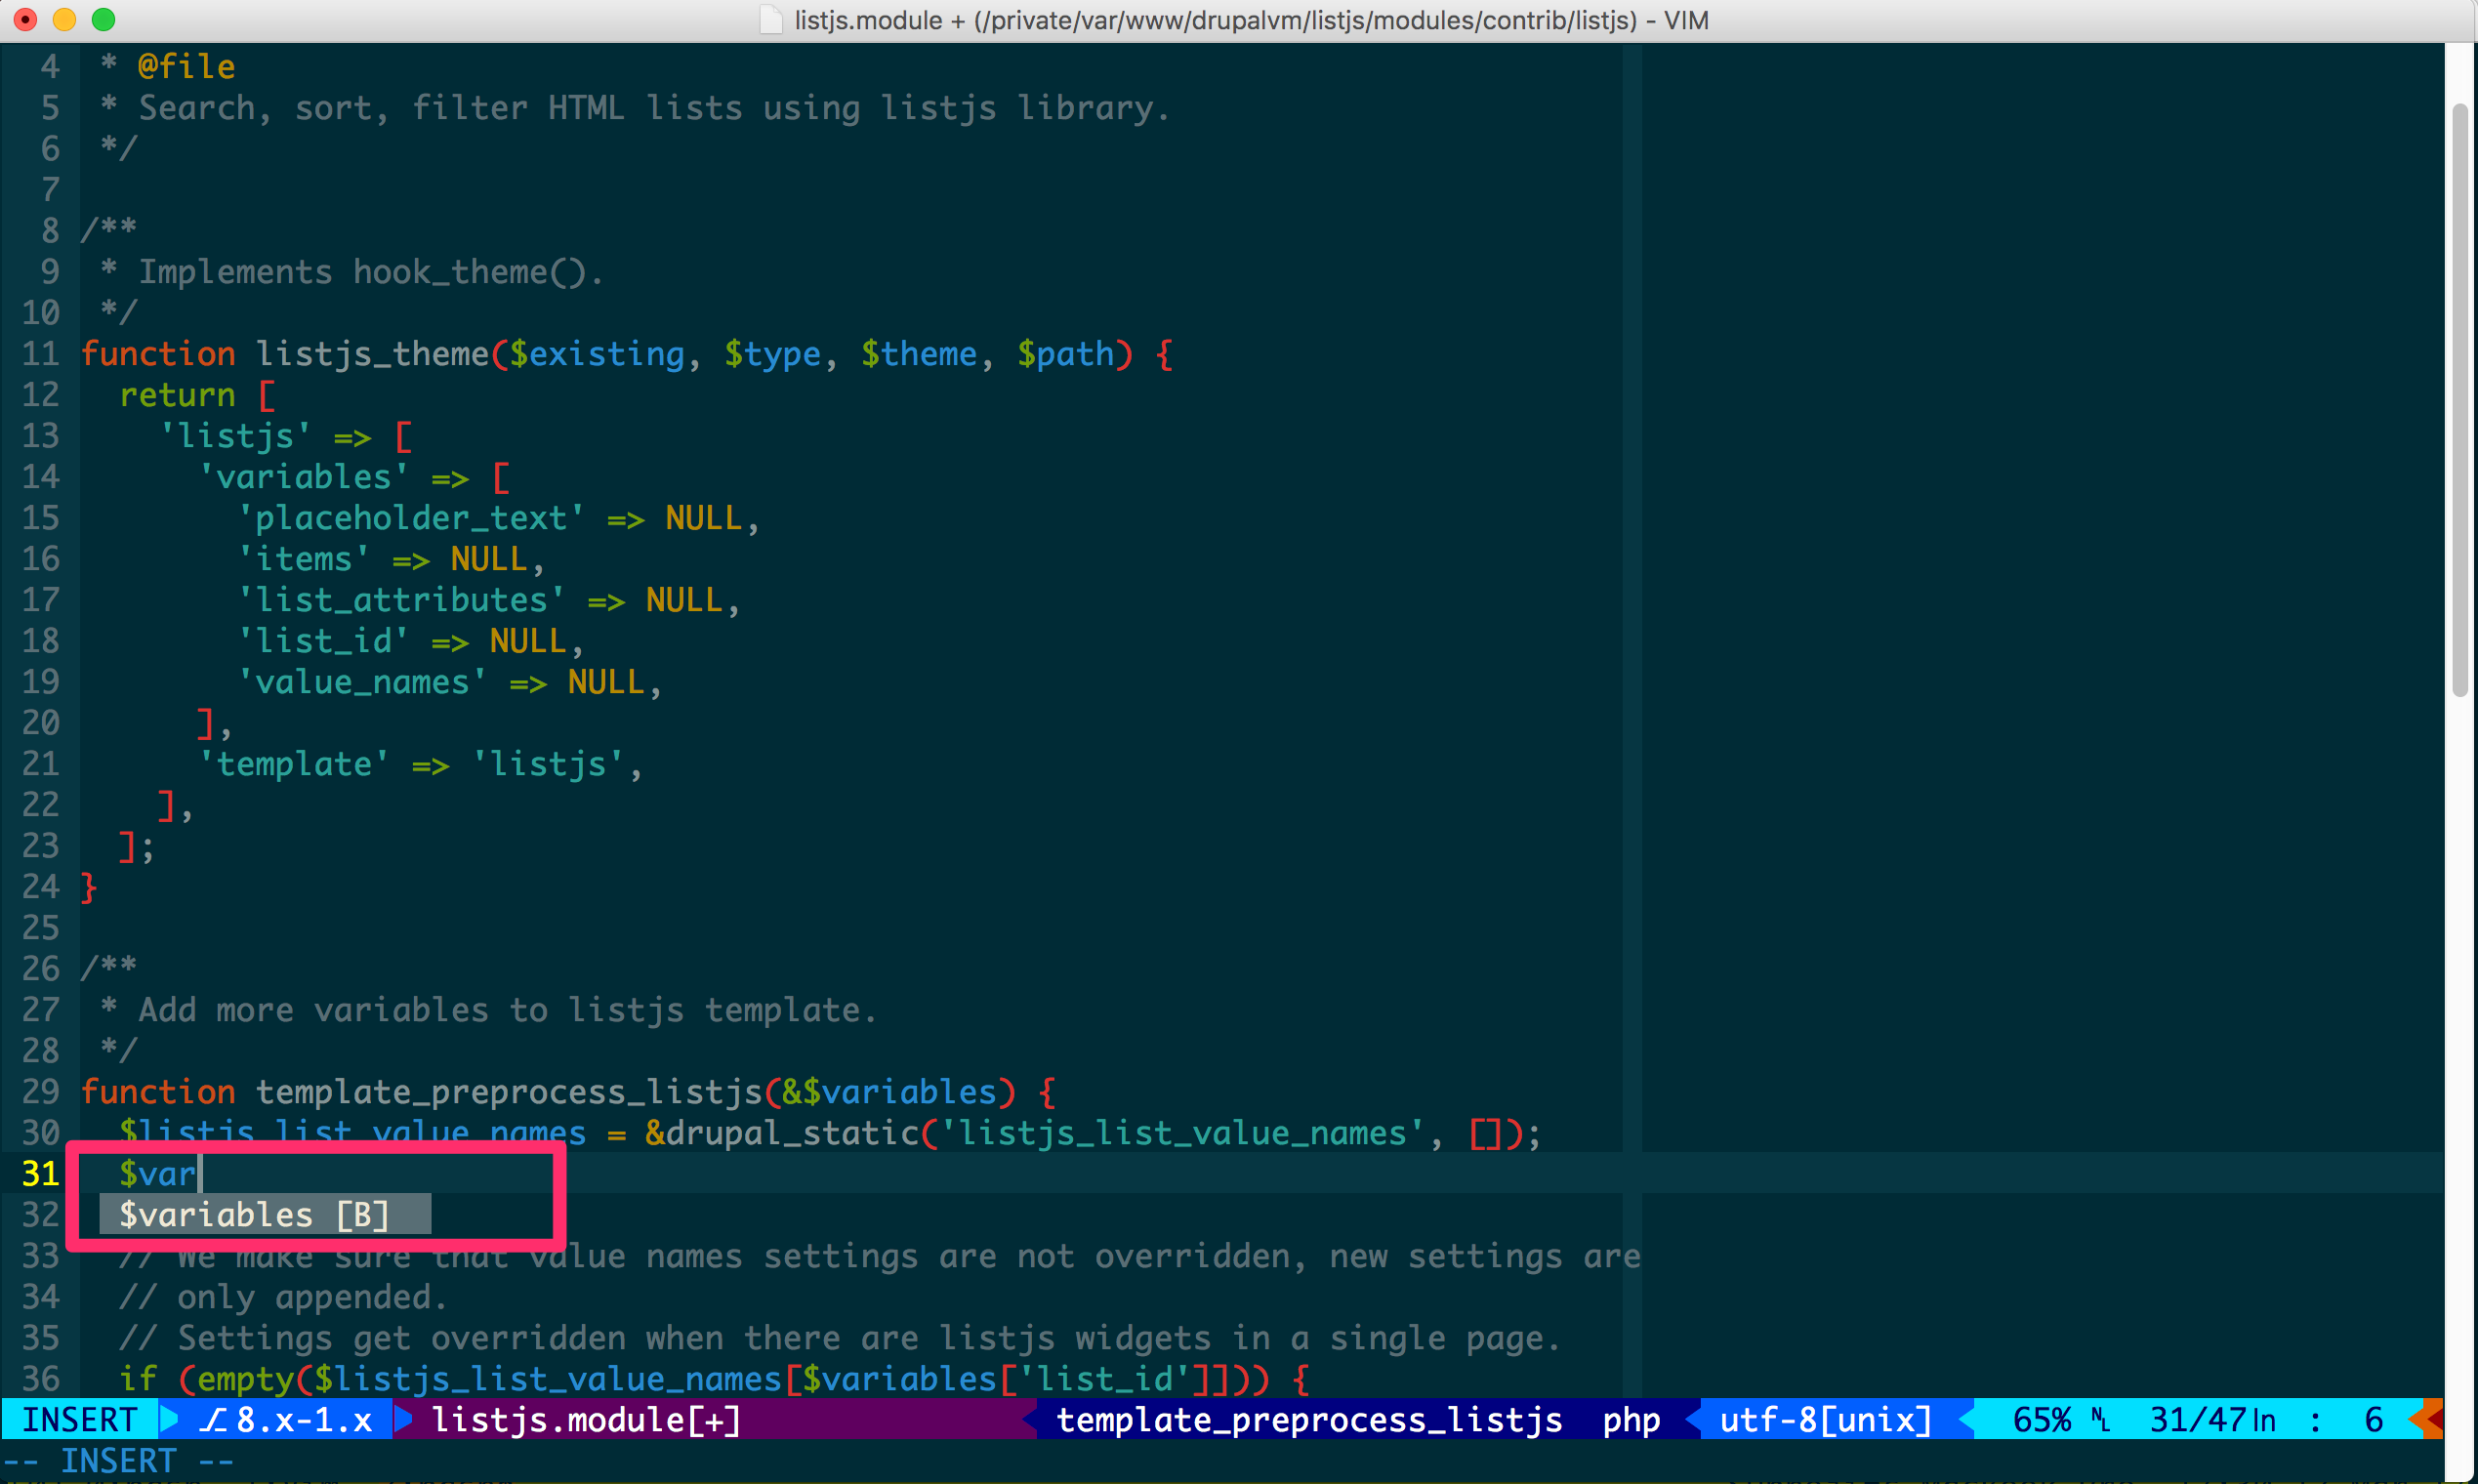 listjs.module + (/private/var/www/drupalvm/listjs/modules/contrib/listjs) - VIM
4  * @file
5  * Search, sort, filter HTML lists using listjs library.
6  */
7
8 /**
9  * Implements hook_theme().
10  */
11 function listjs_theme($existing, $type, $theme, $path) {
12   return [
13     'listjs' => [
14       'variables' => [
15         'placeholder_text' => NULL,
16         'items' => NULL,
17         'list_attributes' => NULL,
18         'list_id' => NULL,
19         'value_names' => NULL,
20       ],
21       'template' => 'listjs',
22     ],
23   ];
24 }
25
26 /**
27  * Add more variables to listjs template.
28  */
29 function template_preprocess_listjs(&$variables) {
30   $listjs_list_value_names = &drupal_static('listjs_list_value_names', []);
31   $var
32   $variables [B]
33   // We make sure that value names settings are not overridden, new settings are
34   // only appended.
35   // Settings get overridden when there are listjs widgets in a single page.
36   if (empty($listjs_list_value_names[$variables['list_id']])) {
INSERT 8.x-1.x listjs.module[+] template_preprocess_listjs php utf-8[unix] 65% NL 31/47ln : 6
-- INSERT --